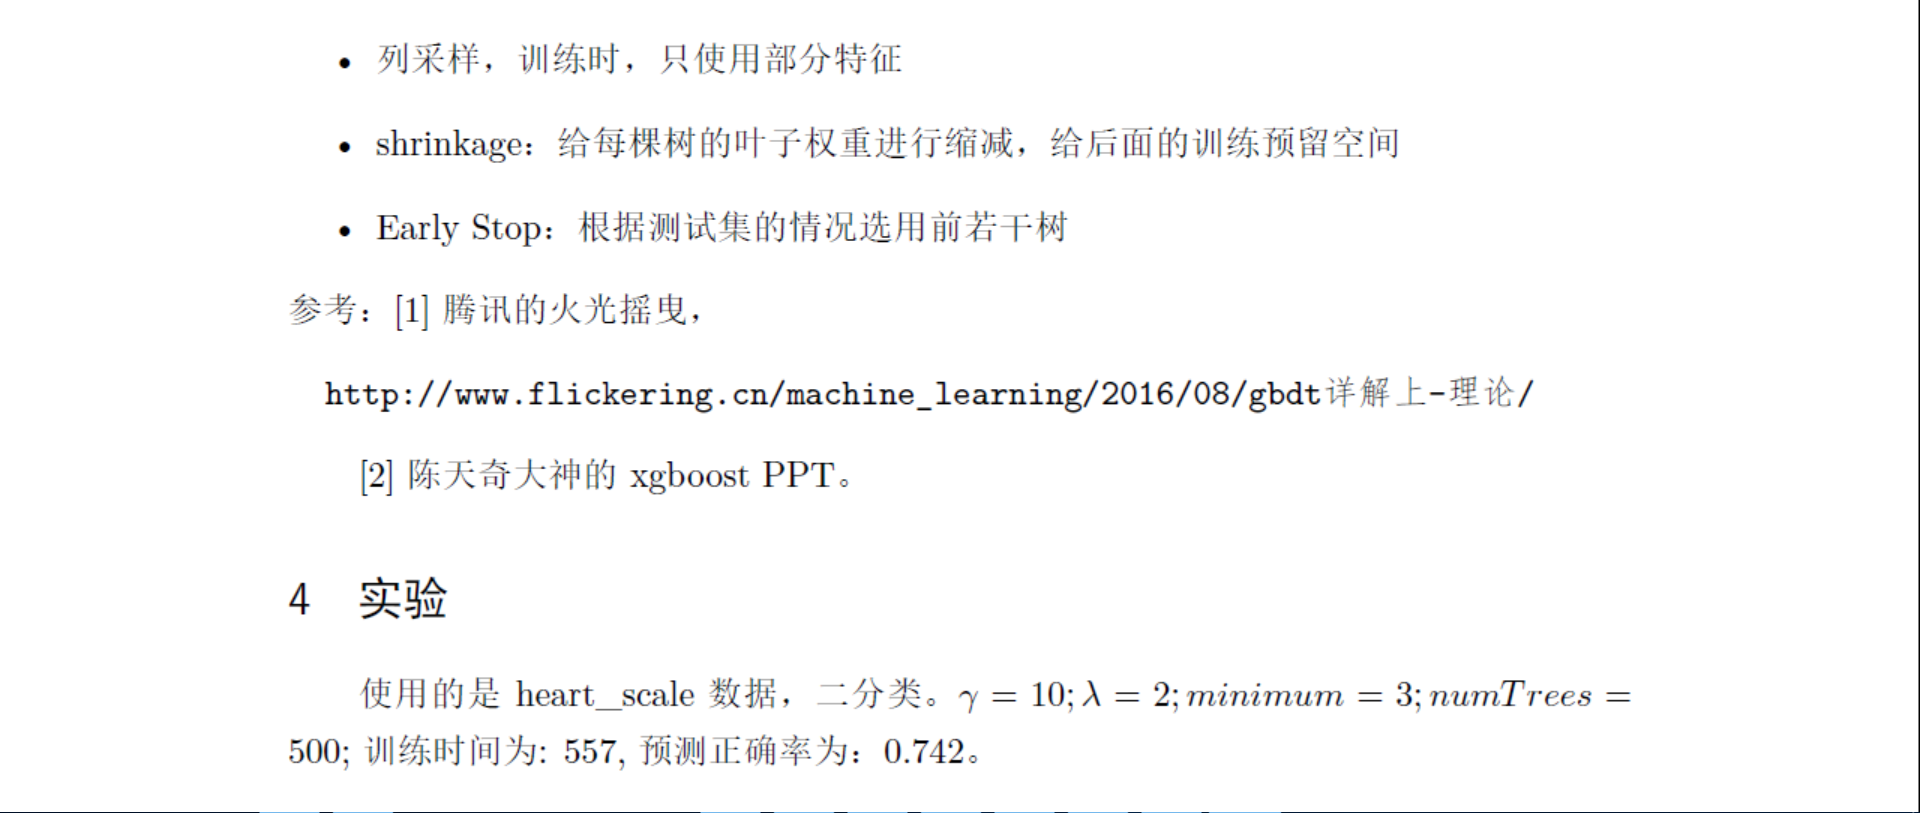 • 列采样，训练时，只使用部分特征
• shrinkage：给每棵树的叶子权重进行缩减，给后面的训练预留空间
• Early Stop：根据测试集的情况选用前若干树
参考：[1] 腾讯的火光摇曳，
http://www.flickering.cn/machine_learning/2016/08/gbdt详解上-理论/
[2] 陈天奇大神的 xgboost PPT。
4 实验
使用的是 heart_scale 数据，二分类。γ = 10; λ = 2; minimum = 3; numTrees =
500; 训练时间为: 557, 预测正确率为：0.742。